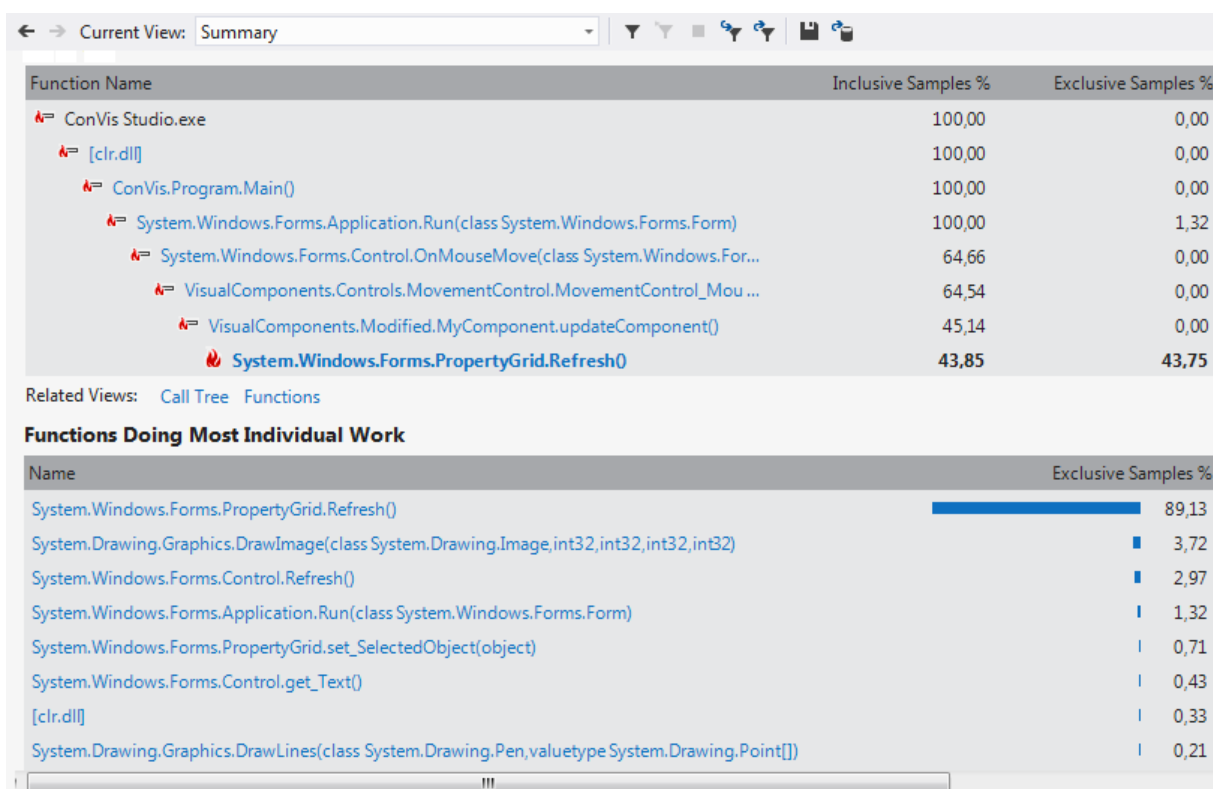 Current View: Summary
Function Name Inclusive Samples % Exclusive Samples %
ConVis Studio.exe 100,00 0,00
[clr.dll] 100,00 0,00
ConVis.Program.Main() 100,00 0,00
System.Windows.Forms.Application.Run(class System.Windows.Forms.Form) 100,00 1,32
System.Windows.Forms.Control.OnMouseMove(class System.Windows.For... 64,66 0,00
VisualComponents.Controls.MovementControl.MovementControl_Mou ... 64,54 0,00
VisualComponents.Modified.MyComponent.updateComponent() 45,14 0,00
System.Windows.Forms.PropertyGrid.Refresh() 43,85 43,75
Related Views: Call Tree Functions
Functions Doing Most Individual Work
Name Exclusive Samples %
System.Windows.Forms.PropertyGrid.Refresh() 89,13
System.Drawing.Graphics.DrawImage(class System.Drawing.Image,int32,int32,int32,int32) 3,72
System.Windows.Forms.Control.Refresh() 2,97
System.Windows.Forms.Application.Run(class System.Windows.Forms.Form) 1,32
System.Windows.Forms.PropertyGrid.set_SelectedObject(object) 0,71
System.Windows.Forms.Control.get_Text() 0,43
[clr.dll] 0,33
System.Drawing.Graphics.DrawLines(class System.Drawing.Pen,valuetype System.Drawing.Point[]) 0,21